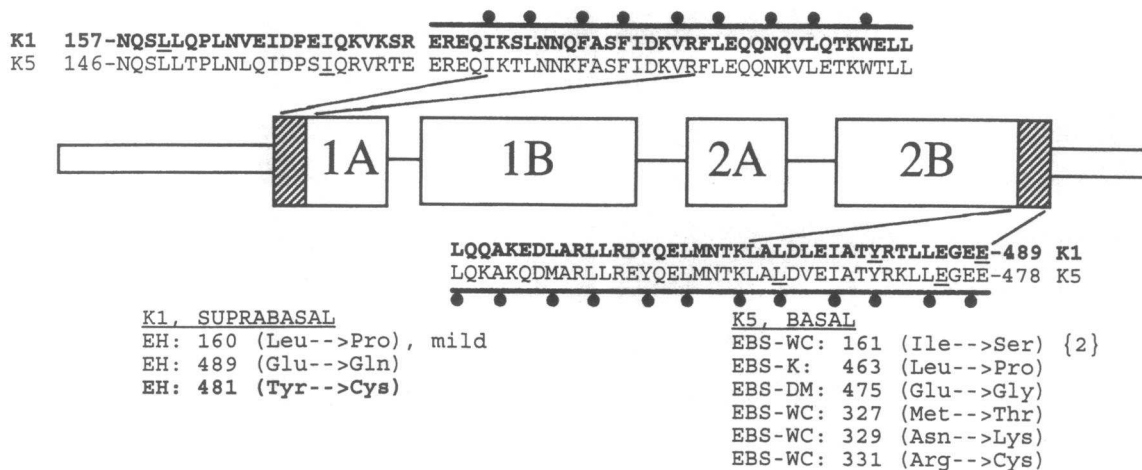 K1 157-NQSLLQPLNVEIDPEIQKVKSR EREQIKSLNNQFASFIDKVRFLEQQNQVLQTKWELL
K5 146-NQSLLTPLNLQIDPSIQRVRTE EREQIKTLNNKFASFIDKVRFLEQQNKVLETKWTLL
1A 1B 2A 2B
LQQAKEDLARLLRDYQELMNTKLALDLEIATYRTLLEGEE-489 K1
LQKAKQDMARLLREYQELMNTKLALDVEIATYRKLLEGEE-478 K5
K1, SUPRABASAL
EH: 160 (Leu-->Pro), mild
EH: 489 (Glu-->Gln)
EH: 481 (Tyr-->Cys)
K5, BASAL
EBS-WC: 161 (Ile-->Ser) {2}
EBS-K: 463 (Leu-->Pro)
EBS-DM: 475 (Glu-->Gly)
EBS-WC: 327 (Met-->Thr)
EBS-WC: 329 (Asn-->Lys)
EBS-WC: 331 (Arg-->Cys)